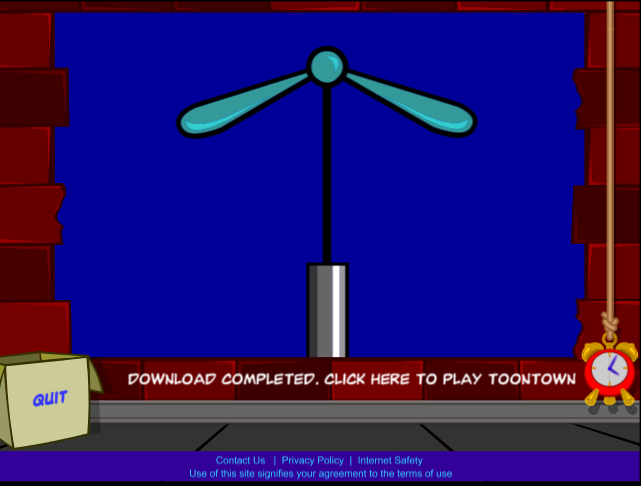 DOWNLOAD COMPLETED. CLICK HERE TO PLAY TOONTOWN
QUIT
Contact Us | Privacy Policy | Internet Safety
Use of this site signifies your agreement to the terms of use